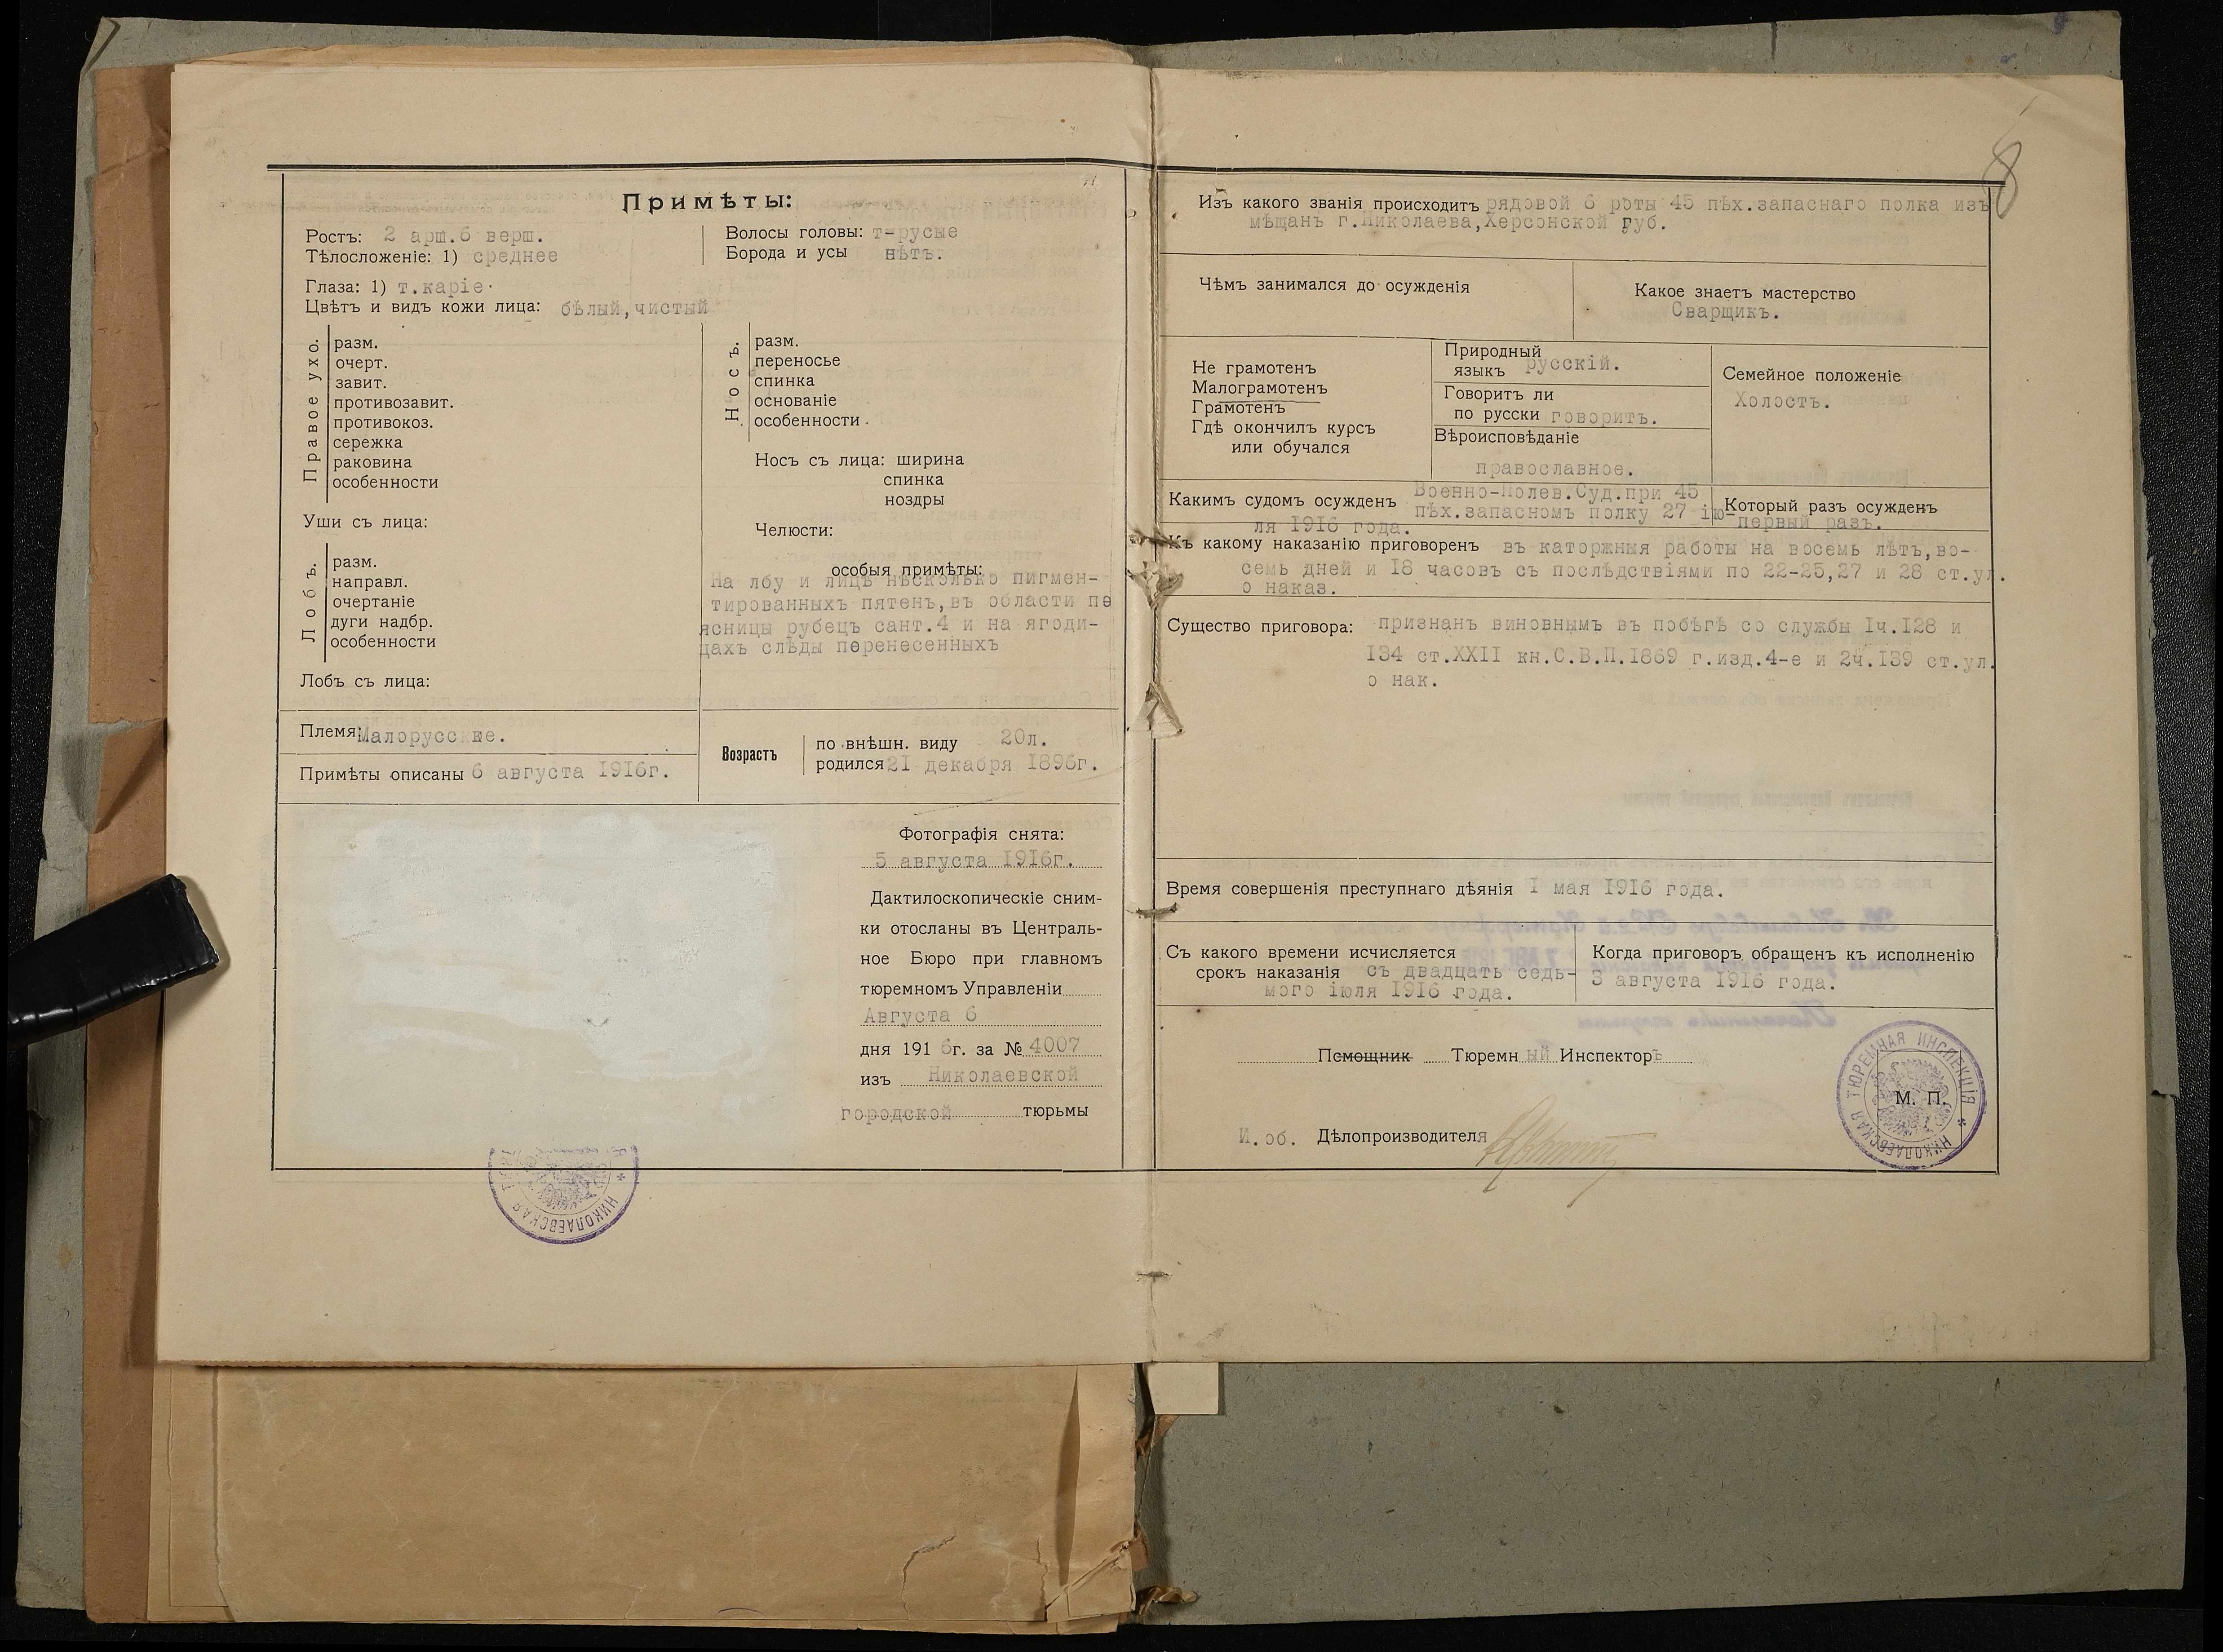 Примѣты:
Ростъ: 2 арш.6 верш.
Тѣлосложеніе: 1) среднее
Волосы головы: т-русые
Борода и усы нѣтъ.
Глаза: 1) т.каріе.
Цвѣтъ и видъ кожи лица: бѣлый,чистый
Правое ухо.
разм.
очерт.
завит.
противозавит.
противокоз.
сережка
раковина
особенности
Уши съ лица:
Лобъ.
разм.
направл.
очертаніе
дуги надбр.
особенности
Лобъ съ лица:
Носъ.
разм.
переносье
спинка
основаніе
особенности
Носъ съ лица: ширина
спинка
ноздры
Челюсти:
особыя примѣты:
На лбу и лицѣ нѣсколько пигмен-
тированныхъ пятенъ,въ области по
ясницы рубецъ сант.4 и на ягоди-
цахъ слѣды перенесенныхъ
Племя: Малорусские.
Примѣты описаны 6 августа 1916г.
Возрастъ
по внѣшн. виду 20л.
родился 21 декабря 1896г.
Фотографія снята:
5 августа 1916г.
Дактилоскопическіе сним-
ки отосланы въ Централь-
ное Бюро при главномъ
тюремномъ Управленіи
Августа 6
дня 1916г. за № 4007
изъ Николаевской
городской тюрьмы
НИКОЛАЕВСКАЯ
8
Изъ какого званія происходитъ рядовой 6 роты 45 пѣх.запаснаго полка изъ
мѣщанъ г.Николаева,Херсонской губ.
Чѣмъ занимался до осужденія
Какое знаетъ мастерство
Сварщикъ.
Не грамотенъ
Малограмотенъ
Грамотенъ
Гдѣ окончилъ курсъ
или обучался
Природный
языкъ русскій.
Говоритъ ли
по русски говоритъ.
Вѣроисповѣданіе
православное.
Семейное положеніе
Холостъ.
Какимъ судомъ осужденъ Военно-Полев.Суд.при 45
пѣх.запасномъ полку 27 ію-
ля 1916 года.
Который разъ осужденъ
первый разъ.
Къ какому наказанію приговоренъ въ каторжныя работы на восемь лѣтъ,во-
семь дней и 18 часовъ съ послѣдствіями по 22-25,27 и 28 ст.ул.
о наказ.
Существо приговора: признанъ виновнымъ въ побѣгѣ со службы 1ч.128 и
134 ст.XXII кн.С.В.П.1869 г.изд.4-е и 2ч.139 ст.ул.
о нак.
Время совершенія преступнаго дѣянія 1 мая 1916 года.
Съ какого времени исчисляется
срокъ наказанія съ двадцать седь-
мого іюля 1916 года.
Когда приговоръ обращенъ къ исполненію
3 августа 1916 года.
Помощник Тюремный Инспекторъ
И.об. Дѣлопроизводителя
НИКОЛАЕВСКАЯ ТЮРЕМНАЯ ИНСПЕКЦІЯ
М. П.